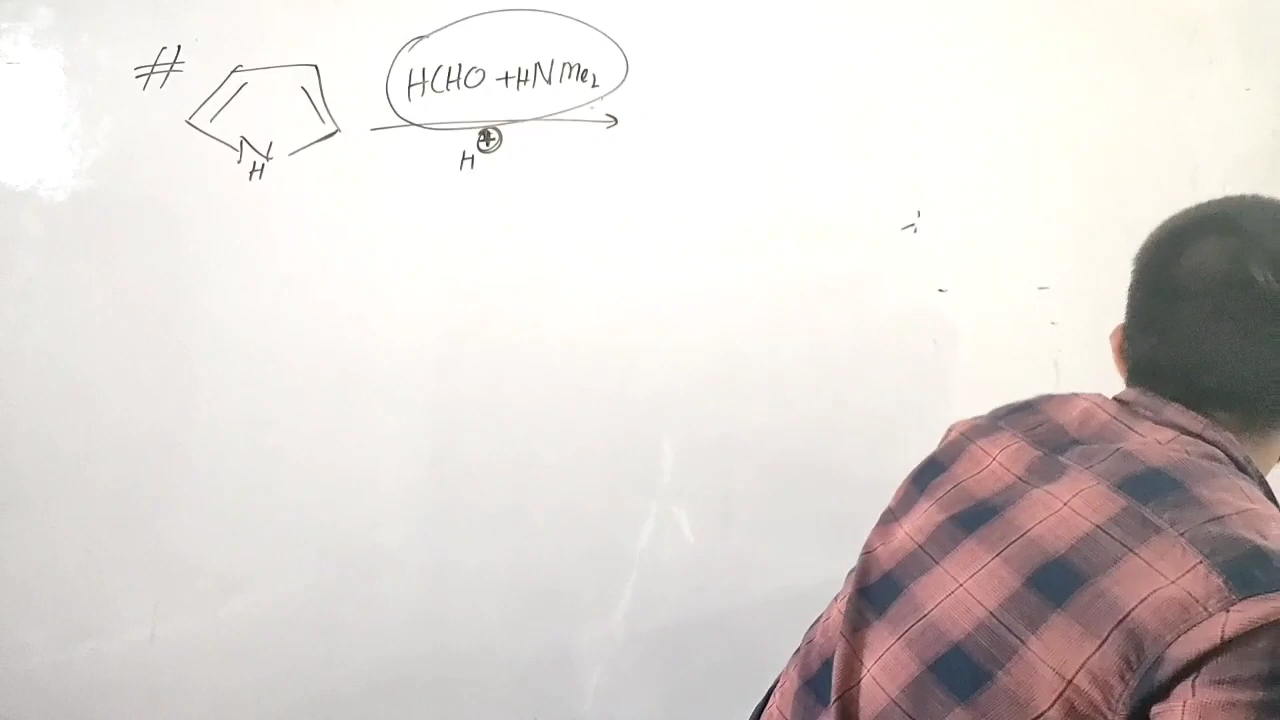 #
HCHO + HNMe₂
H⊕
N
H